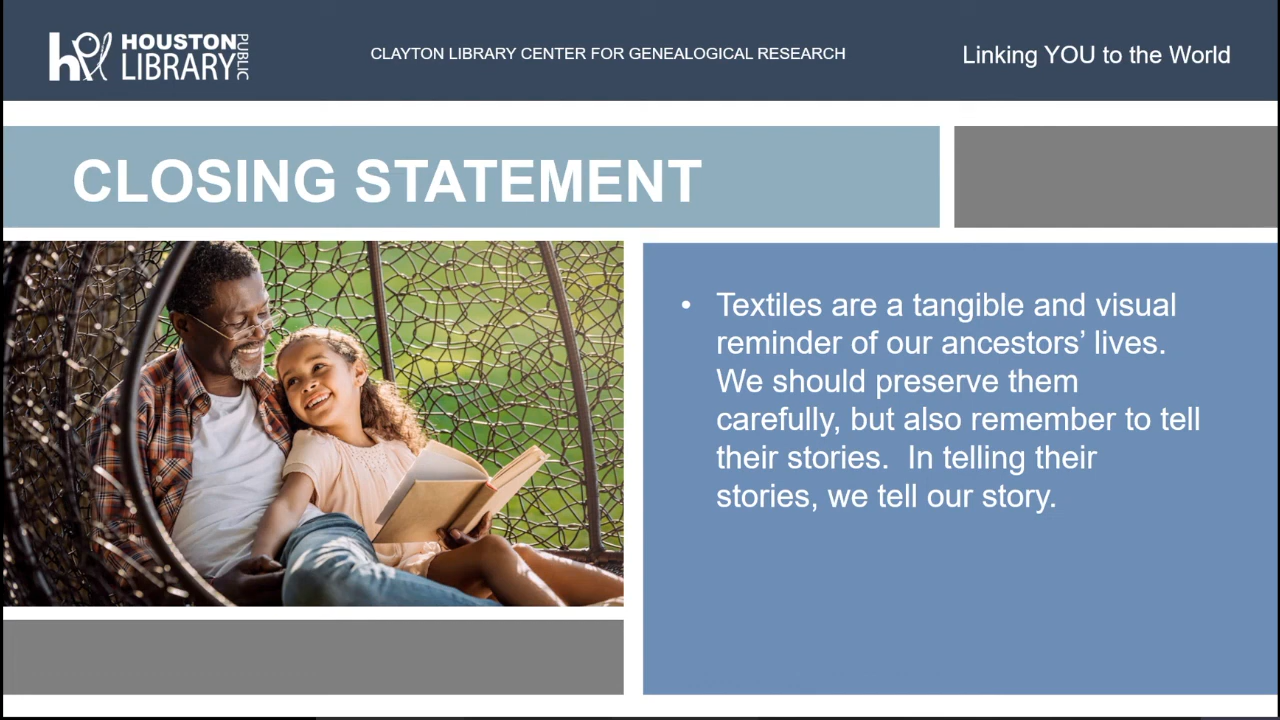 HOUSTON
LIBRARY
PUBLIC
CLAYTON LIBRARY CENTER FOR GENEALOGICAL RESEARCH
Linking YOU to the World
CLOSING STATEMENT
• Textiles are a tangible and visual
reminder of our ancestors’ lives.
We should preserve them
carefully, but also remember to tell
their stories.  In telling their
stories, we tell our story.